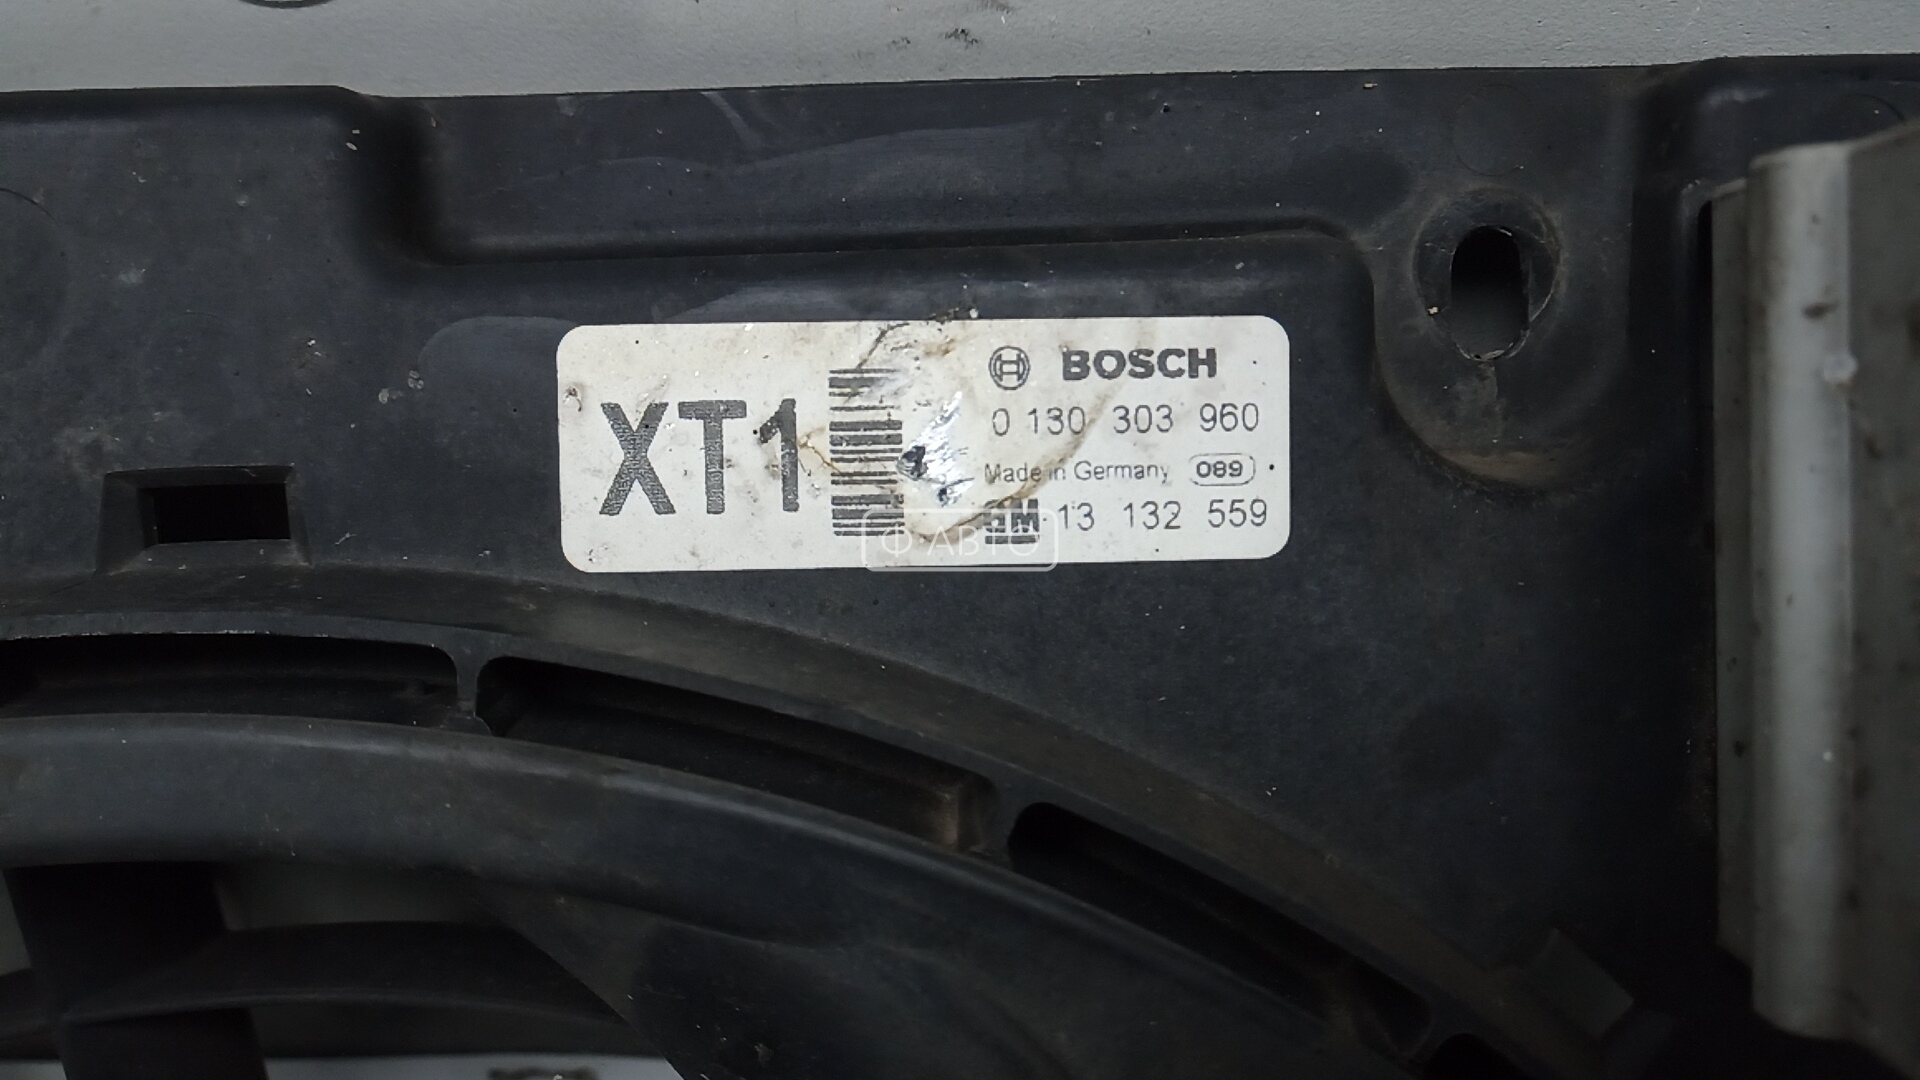 XT1
BOSCH
0 130 303 960
Made in Germany 089
GM 13 132 559
Ф·АВТО